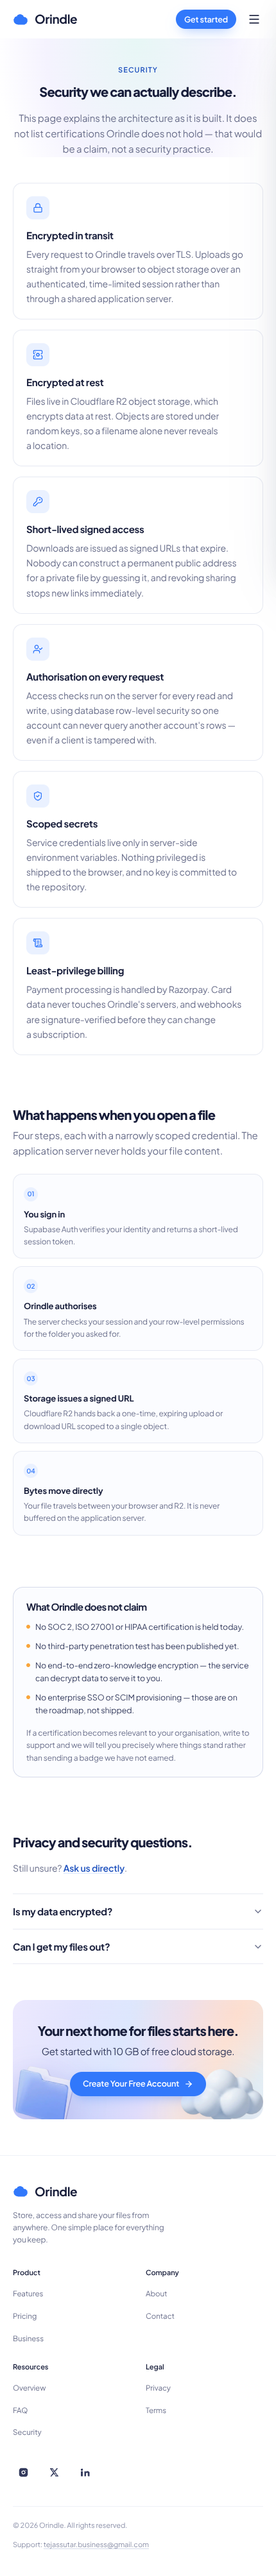 Orindle
Get started
SECURITY
Security we can actually describe.
This page explains the architecture as it is built. It does
not list certifications Orindle does not hold — that would
be a claim, not a security practice.
Encrypted in transit
Every request to Orindle travels over TLS. Uploads go
straight from your browser to object storage over an
authenticated, time-limited session rather than
through a shared application server.
Encrypted at rest
Files live in Cloudflare R2 object storage, which
encrypts data at rest. Objects are stored under
random keys, so a filename alone never reveals
a location.
Short-lived signed access
Downloads are issued as signed URLs that expire.
Nobody can construct a permanent public address
for a private file by guessing it, and revoking sharing
stops new links immediately.
Authorisation on every request
Access checks run on the server for every read and
write, using database row-level security so one
account can never query another account's rows —
even if a client is tampered with.
Scoped secrets
Service credentials live only in server-side
environment variables. Nothing privileged is
shipped to the browser, and no key is committed to
the repository.
Least-privilege billing
Payment processing is handled by Razorpay. Card
data never touches Orindle's servers, and webhooks
are signature-verified before they can change
a subscription.
What happens when you open a file
Four steps, each with a narrowly scoped credential. The
application server never holds your file content.
01
You sign in
Supabase Auth verifies your identity and returns a short-lived
session token.
02
Orindle authorises
The server checks your session and your row-level permissions
for the folder you asked for.
03
Storage issues a signed URL
Cloudflare R2 hands back a one-time, expiring upload or
download URL scoped to a single object.
04
Bytes move directly
Your file travels between your browser and R2. It is never
buffered on the application server.
What Orindle does not claim
No SOC 2, ISO 27001 or HIPAA certification is held today.
No third-party penetration test has been published yet.
No end-to-end zero-knowledge encryption — the service
can decrypt data to serve it to you.
No enterprise SSO or SCIM provisioning — those are on
the roadmap, not shipped.
If a certification becomes relevant to your organisation, write to
support and we will tell you precisely where things stand rather
than sending a badge we have not earned.
Privacy and security questions.
Still unsure? Ask us directly.
Is my data encrypted?
Can I get my files out?
Your new home for files starts here.
Get started with 10 GB of free cloud storage.
Create Your Free Account
Orindle
Store, access and share your files from
anywhere. One simple place for everything
you keep.
Product
Company
Features
About
Pricing
Contact
Business
Resources
Legal
Overview
Privacy
FAQ
Terms
Security
© 2026 Orindle. All rights reserved.
Support: tejassutar.business@gmail.com